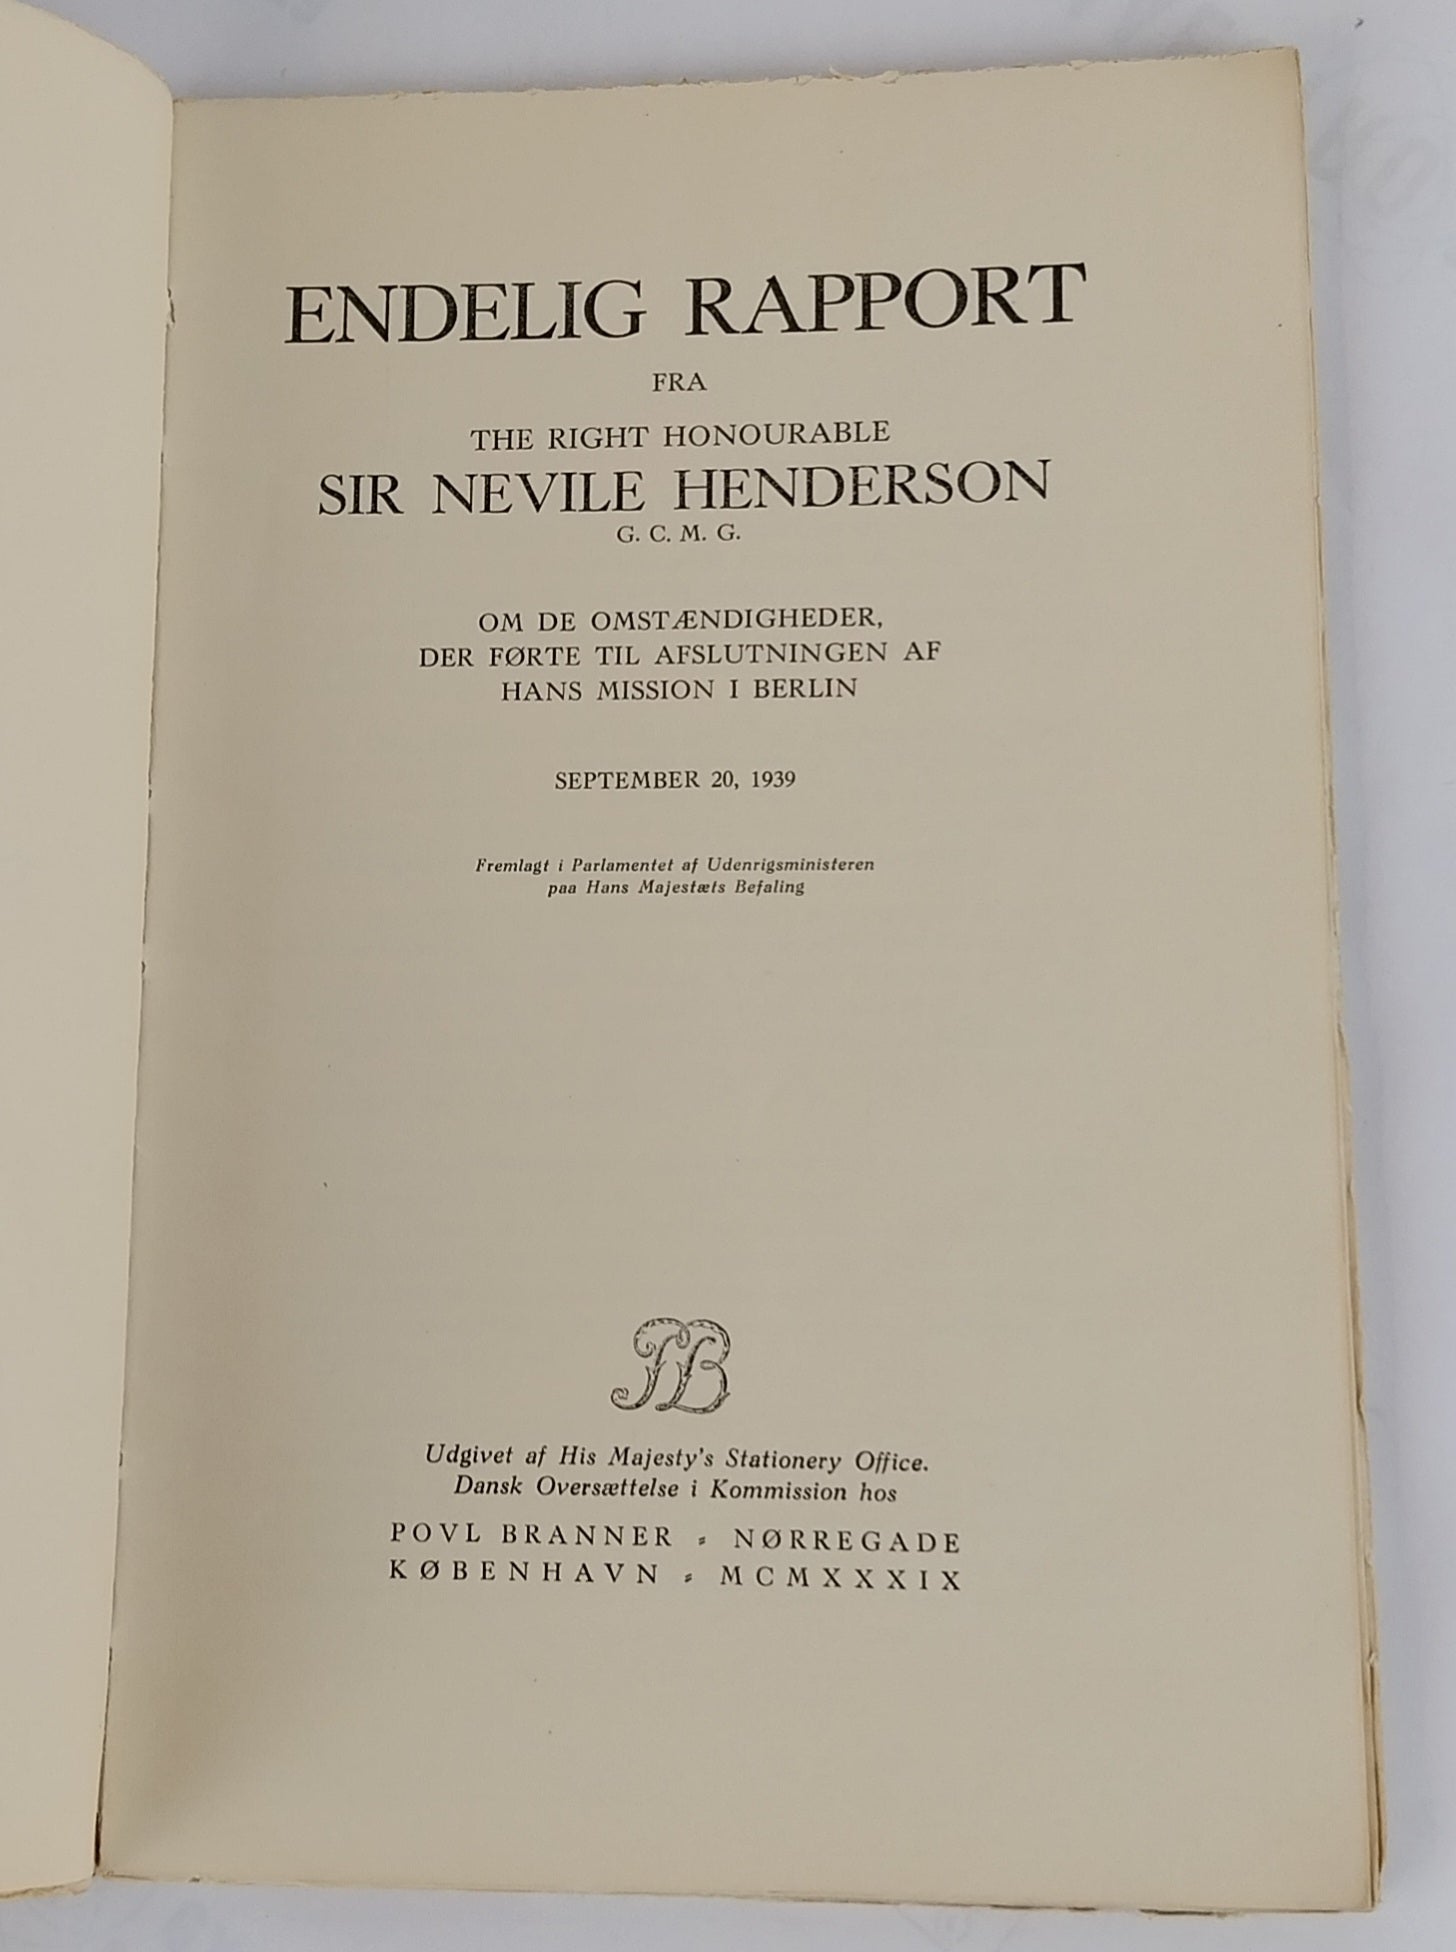 ENDELIG RAPPORT
FRA
THE RIGHT HONOURABLE
SIR NEVILE HENDERSON
G. C. M. G.
OM DE OMSTÆNDIGHEDER,
DER FØRTE TIL AFSLUTNINGEN AF
HANS MISSION I BERLIN
SEPTEMBER 20, 1939
Fremlagt i Parlamentet af Udenrigsministeren
paa Hans Majestæts Befaling
PB
Udgivet af His Majesty's Stationery Office.
Dansk Oversættelse i Kommission hos
POVL BRANNER NØRREGADE
KØBENHAVN MCMXXXIX